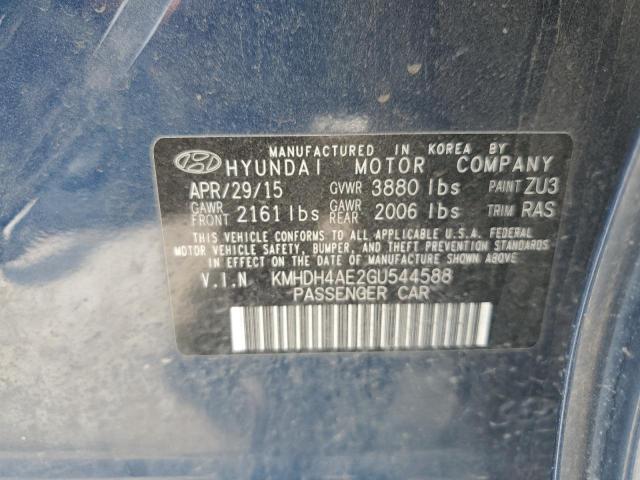 MANUFACTURED IN KOREA BY
HYUNDAI MOTOR COMPANY
APR/29/15 GVWR 3880 lbs PAINT ZU3
GAWR FRONT 2161 lbs GAWR REAR 2006 lbs TRIM RAS
THIS VEHICLE CONFORMS TO ALL APPLICABLE U.S.A. FEDERAL
MOTOR VEHICLE SAFETY, BUMPER, AND THEFT PREVENTION STANDARDS
IN EFFECT ON THE DATE OF MANUFACTURE SHOWN ABOVE
V.I.N KMHDH4AE2GU544588
PASSENGER CAR